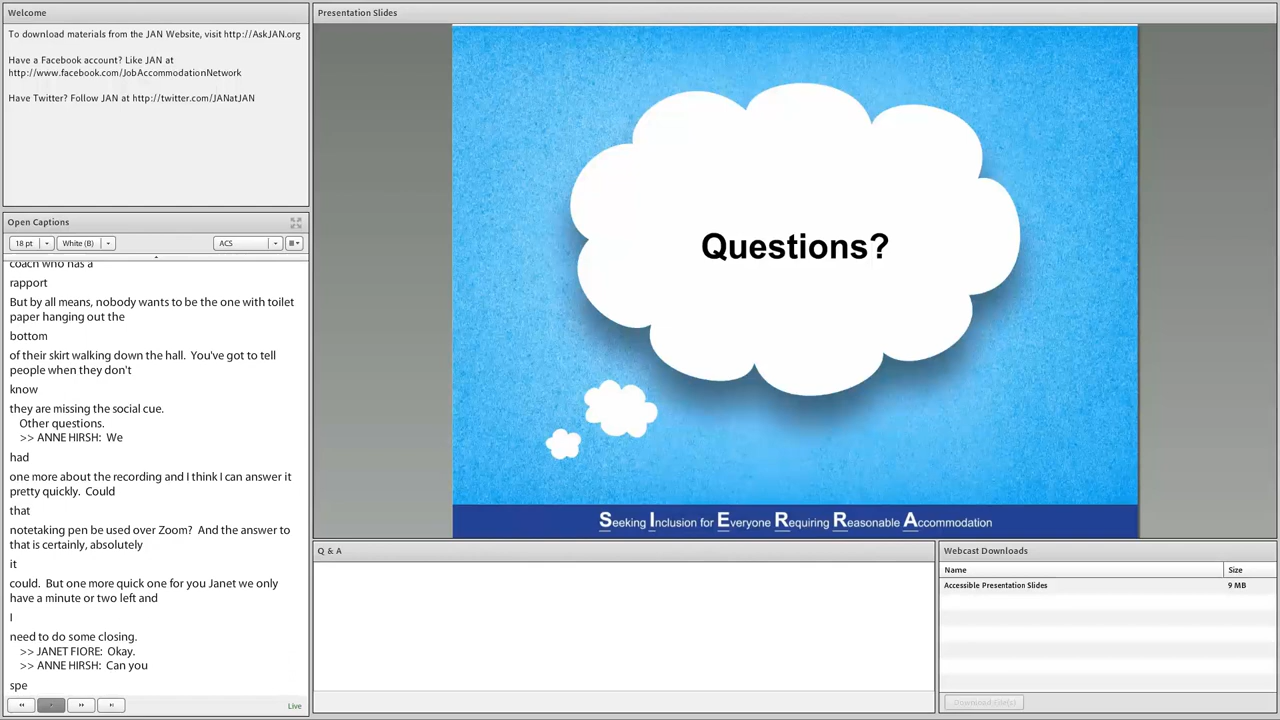 Welcome
To download materials from the JAN Website, visit http://AskJAN.org
Have a Facebook account? Like JAN at
http://www.facebook.com/JobAccommodationNetwork
Have Twitter? Follow JAN at http://twitter.com/JANatJAN
Open Captions
18 pt
White (B)
ACS
coach who has a
rapport
But by all means, nobody wants to be the one with toilet
paper hanging out the
bottom
of their skirt walking down the hall. You've got to tell
people when they don't
know
they are missing the social cue.
Other questions.
>> ANNE HIRSH: We
had
one more about the recording and I think I can answer it
pretty quickly. Could
that
notetaking pen be used over Zoom? And the answer to
that is certainly, absolutely
it
could. But one more quick one for you Janet we only
have a minute or two left and
I
need to do some closing.
>> JANET FIORE: Okay.
>> ANNE HIRSH: Can you
spe
Live
Presentation Slides
Questions?
Seeking Inclusion for Everyone Requiring Reasonable Accommodation
Q & A
Webcast Downloads
Name Size
Accessible Presentation Slides 9 MB
Download File(s)